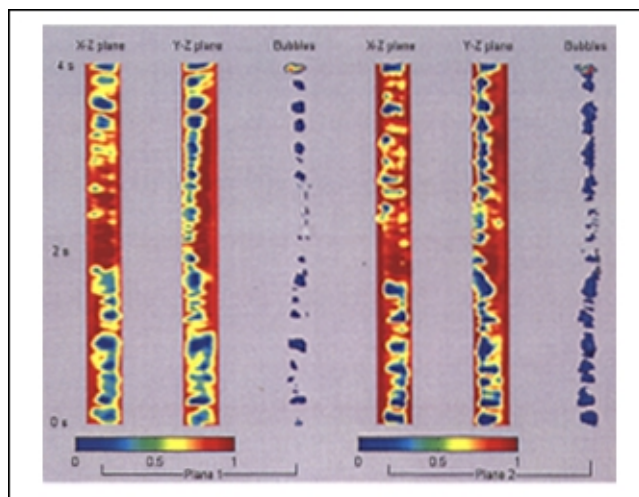 X-Z plane Y-Z plane Bubbles X-Z plane Y-Z plane Bubbles
4 s
2 s
0 s
0 0.5 1 0 0.5 1
Plane 1 Plane 2